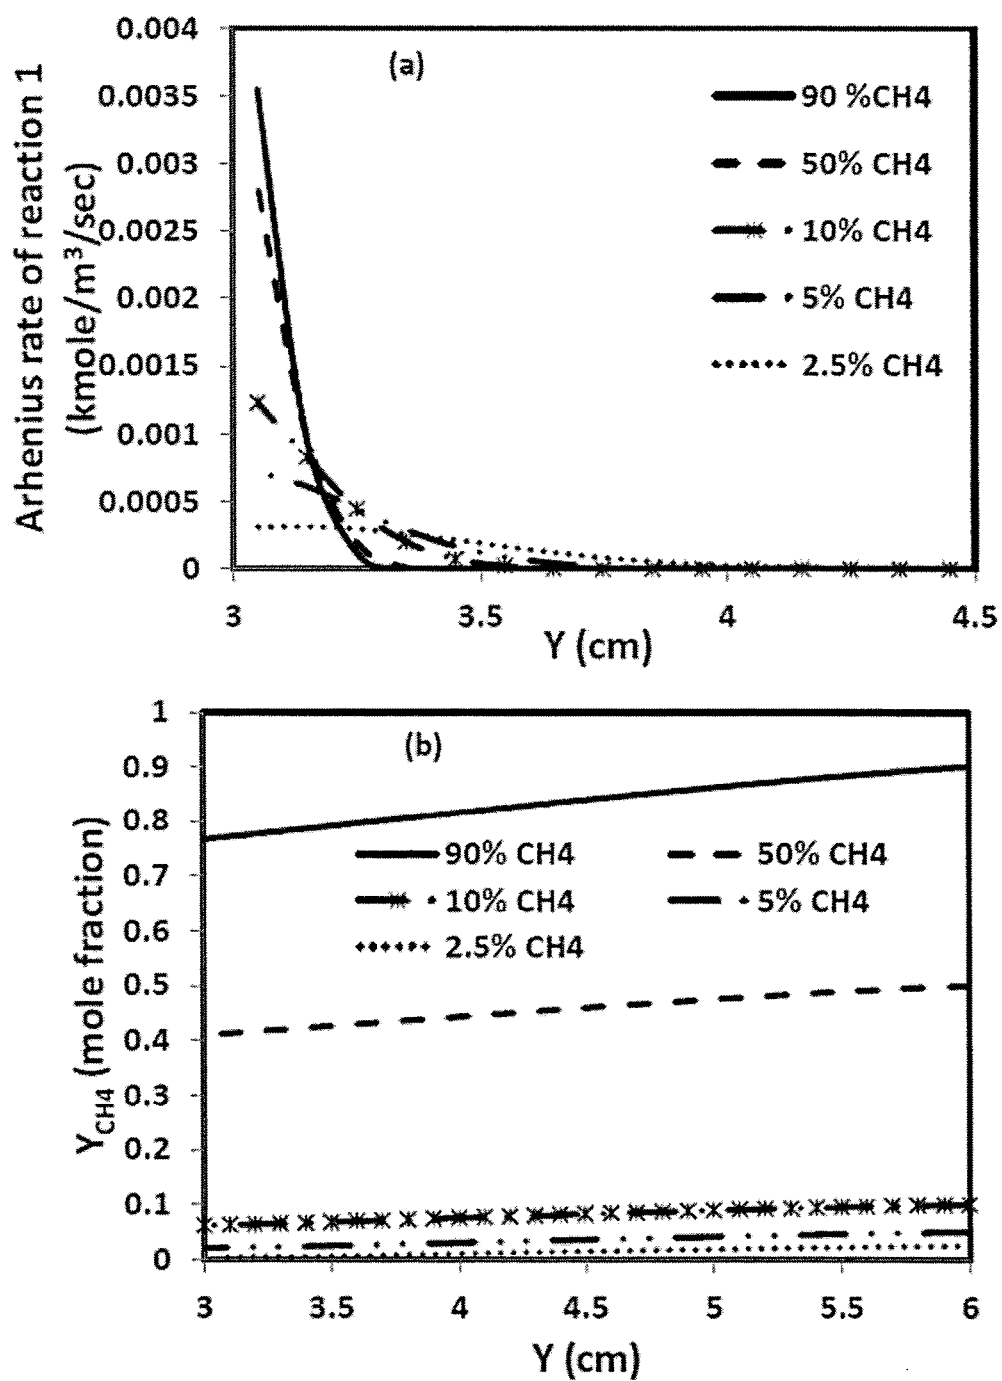 0.004
(a)
Arhenius rate of reaction 1
(kmole/m³/sec)
0.0035
0.003
0.0025
0.002
0.0015
0.001
0.0005
0
90 %CH4
50% CH4
10% CH4
5% CH4
2.5% CH4
3 3.5 4 4.5
Y (cm)
1
(b)
Y_CH4 (mole fraction)
0.9
0.8
0.7
0.6
0.5
0.4
0.3
0.2
0.1
0
90% CH4 50% CH4
10% CH4 5% CH4
2.5% CH4
3 3.5 4 4.5 5 5.5 6
Y (cm)